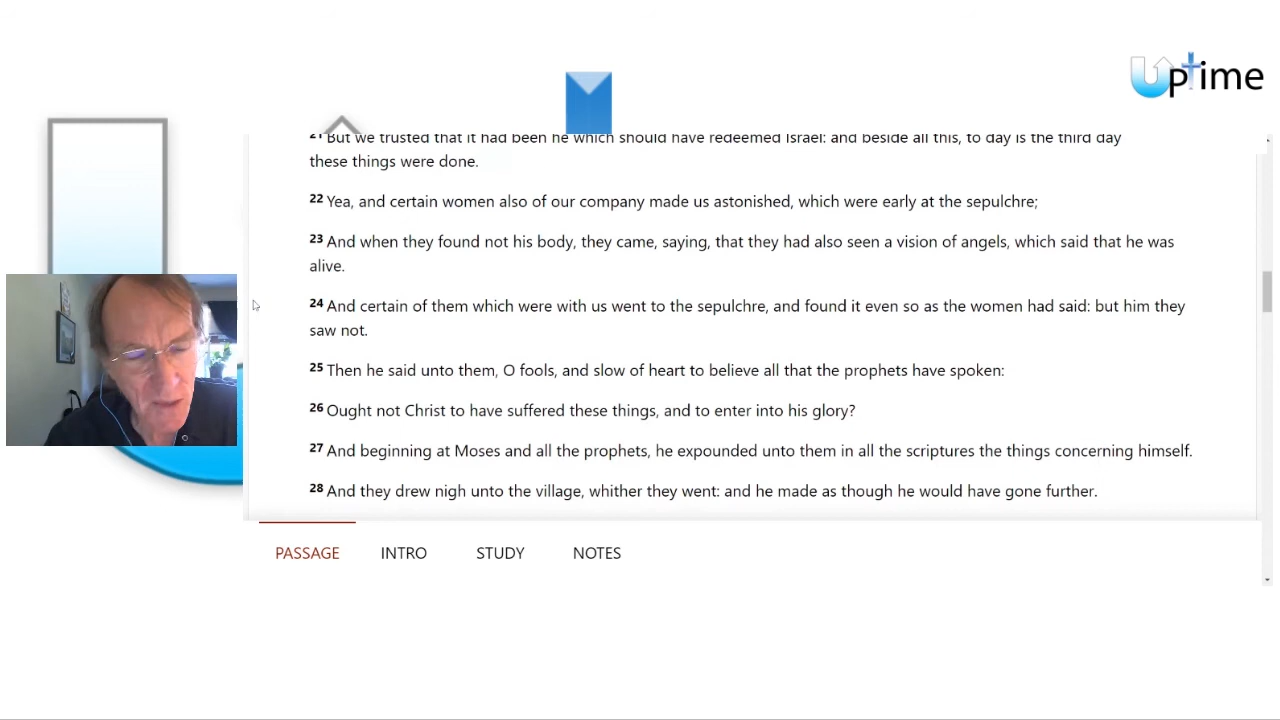 Uptime
21 But we trusted that it had been he which should have redeemed Israel: and beside all this, to day is the third day
these things were done.
22 Yea, and certain women also of our company made us astonished, which were early at the sepulchre;
23 And when they found not his body, they came, saying, that they had also seen a vision of angels, which said that he was
alive.
24 And certain of them which were with us went to the sepulchre, and found it even so as the women had said: but him they
saw not.
25 Then he said unto them, O fools, and slow of heart to believe all that the prophets have spoken:
26 Ought not Christ to have suffered these things, and to enter into his glory?
27 And beginning at Moses and all the prophets, he expounded unto them in all the scriptures the things concerning himself.
28 And they drew nigh unto the village, whither they went: and he made as though he would have gone further.
PASSAGE INTRO STUDY NOTES